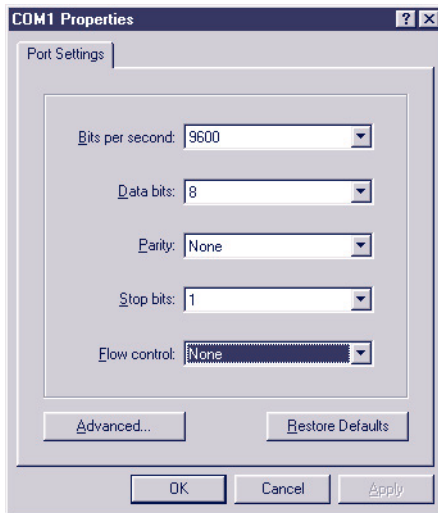 COM1 Properties
Port Settings
Bits per second: 9600
Data bits: 8
Parity: None
Stop bits: 1
Flow control: None
Advanced...
Restore Defaults
OK
Cancel
Apply